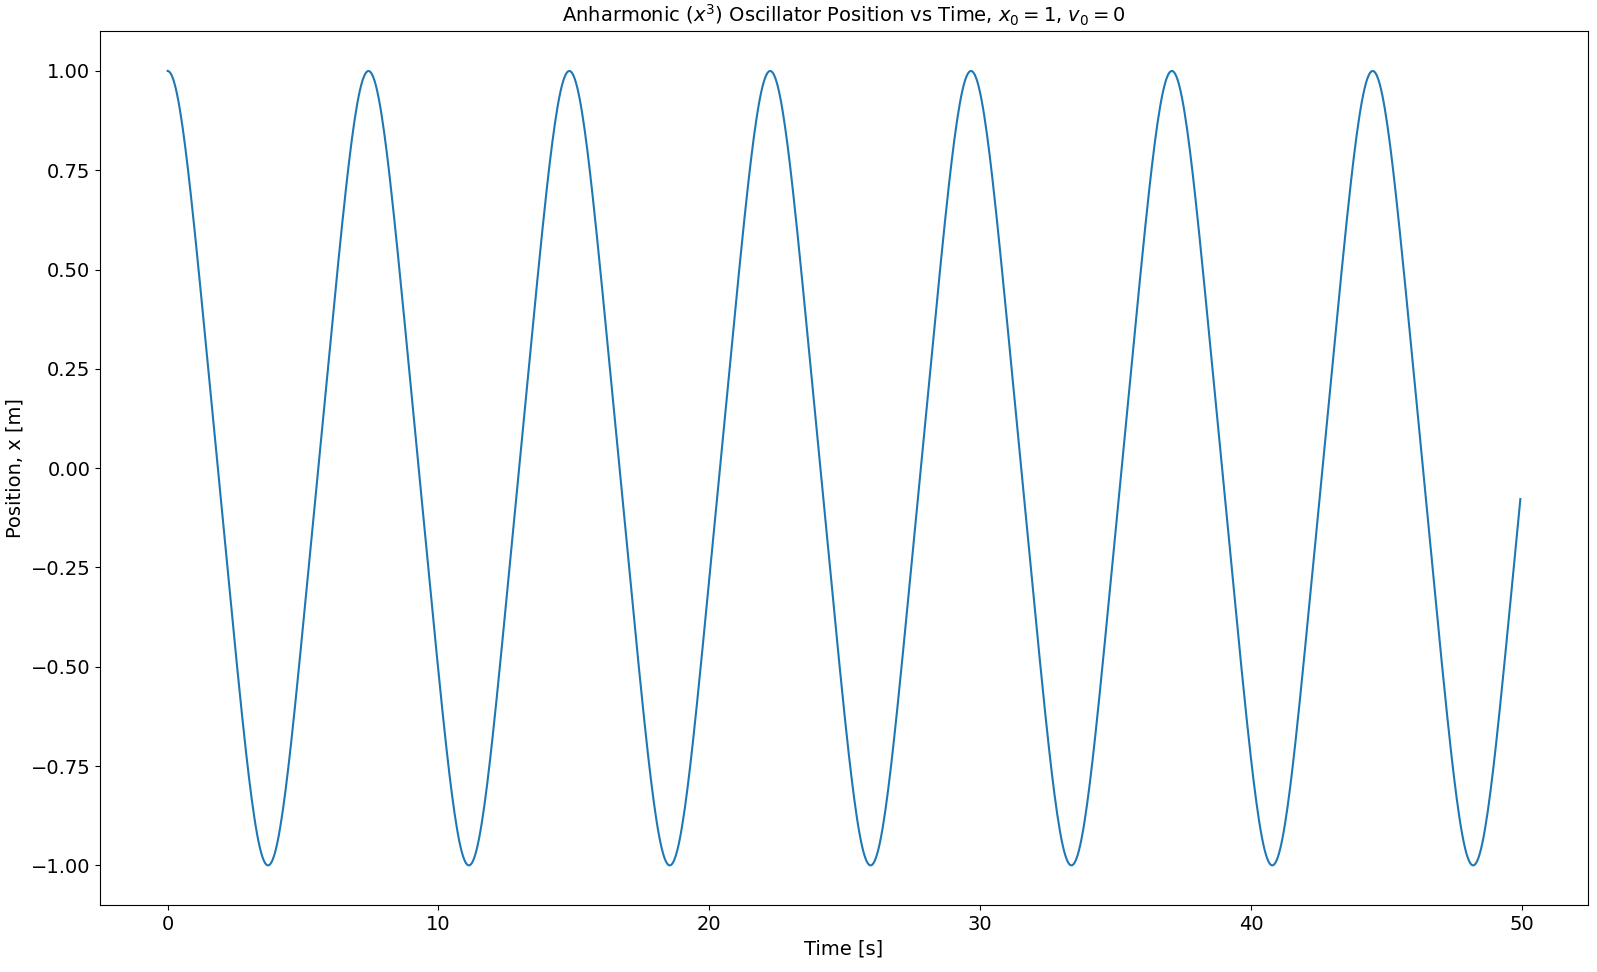 Anharmonic (x³) Oscillator Position vs Time, x₀ = 1, v₀ = 0
1.00
0.75
0.50
0.25
0.00
−0.25
−0.50
−0.75
−1.00
Position, x [m]
0 10 20 30 40 50
Time [s]